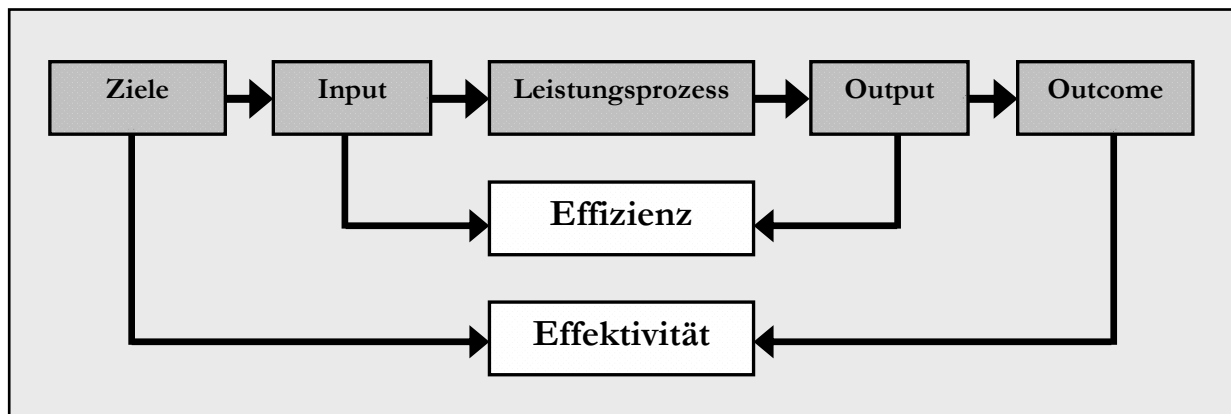 Ziele
Input
Leistungsprozess
Output
Outcome
Effizienz
Effektivität